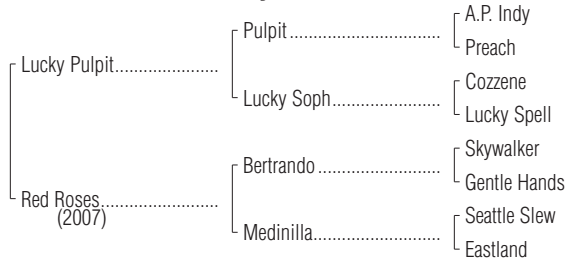 A.P. Indy
Pulpit
Preach
Lucky Pulpit
Cozzene
Lucky Soph
Lucky Spell
Skywalker
Bertrando
Gentle Hands
Red Roses
(2007)
Seattle Slew
Medinilla
Eastland